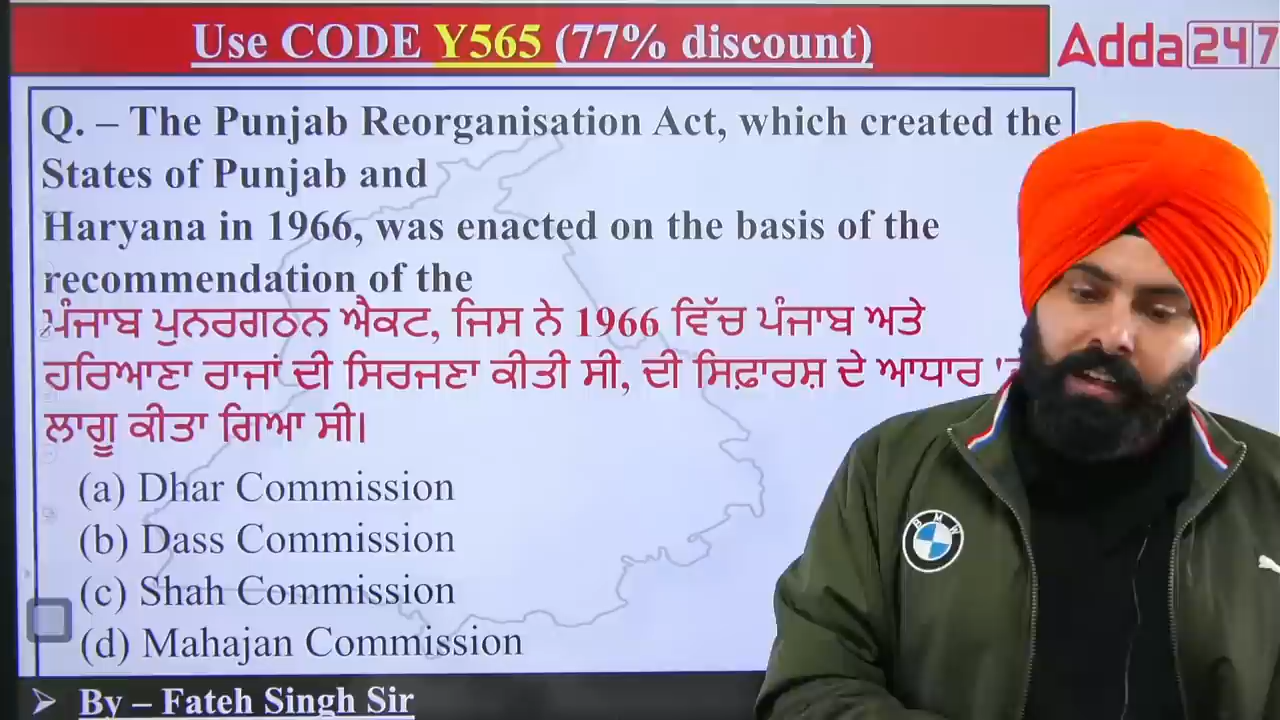 Use CODE Y565 (77% discount)
Adda247
Q. – The Punjab Reorganisation Act, which created the
States of Punjab and
Haryana in 1966, was enacted on the basis of the
recommendation of the
ਪੰਜਾਬ ਪੁਨਰਗਠਨ ਐਕਟ, ਜਿਸ ਨੇ 1966 ਵਿੱਚ ਪੰਜਾਬ ਅਤੇ
ਹਰਿਆਣਾ ਰਾਜਾਂ ਦੀ ਸਿਰਜਣਾ ਕੀਤੀ ਸੀ, ਦੀ ਸਿਫ਼ਾਰਸ਼ ਦੇ ਆਧਾਰ
ਲਾਗੂ ਕੀਤਾ ਗਿਆ ਸੀ।
(a) Dhar Commission
(b) Dass Commission
(c) Shah Commission
(d) Mahajan Commission
BMW
➤ By – Fateh Singh Sir